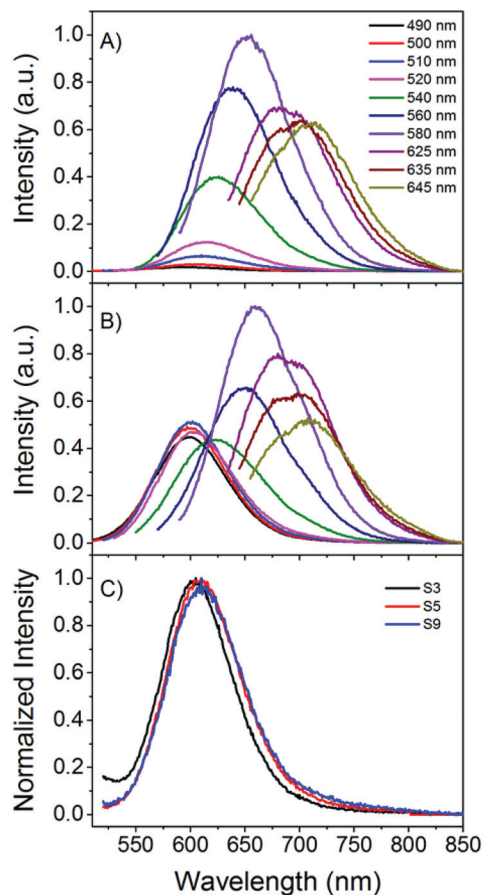 A)
490 nm
500 nm
510 nm
520 nm
540 nm
560 nm
580 nm
625 nm
635 nm
645 nm
Intensity (a.u.)
1.0
0.8
0.6
0.4
0.2
0.0
B)
Intensity (a.u.)
1.0
0.8
0.6
0.4
0.2
0.0
C)
S3
S5
S9
Normalized Intensity
1.0
0.8
0.6
0.4
0.2
0.0
550 600 650 700 750 800 850
Wavelength (nm)